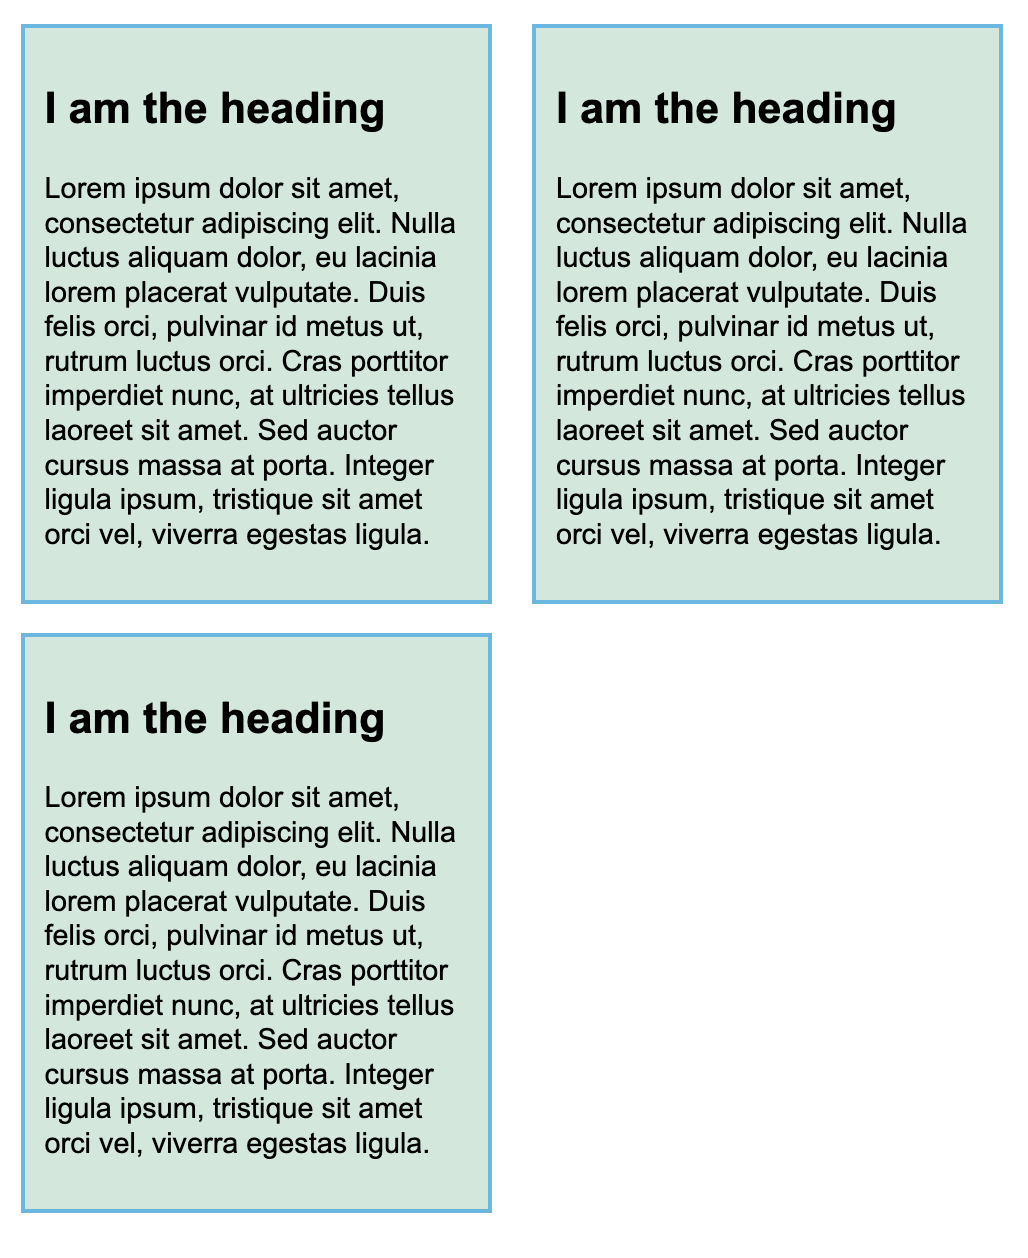 I am the heading
Lorem ipsum dolor sit amet,
consectetur adipiscing elit. Nulla
luctus aliquam dolor, eu lacinia
lorem placerat vulputate. Duis
felis orci, pulvinar id metus ut,
rutrum luctus orci. Cras porttitor
imperdiet nunc, at ultricies tellus
laoreet sit amet. Sed auctor
cursus massa at porta. Integer
ligula ipsum, tristique sit amet
orci vel, viverra egestas ligula.
I am the heading
Lorem ipsum dolor sit amet,
consectetur adipiscing elit. Nulla
luctus aliquam dolor, eu lacinia
lorem placerat vulputate. Duis
felis orci, pulvinar id metus ut,
rutrum luctus orci. Cras porttitor
imperdiet nunc, at ultricies tellus
laoreet sit amet. Sed auctor
cursus massa at porta. Integer
ligula ipsum, tristique sit amet
orci vel, viverra egestas ligula.
I am the heading
Lorem ipsum dolor sit amet,
consectetur adipiscing elit. Nulla
luctus aliquam dolor, eu lacinia
lorem placerat vulputate. Duis
felis orci, pulvinar id metus ut,
rutrum luctus orci. Cras porttitor
imperdiet nunc, at ultricies tellus
laoreet sit amet. Sed auctor
cursus massa at porta. Integer
ligula ipsum, tristique sit amet
orci vel, viverra egestas ligula.